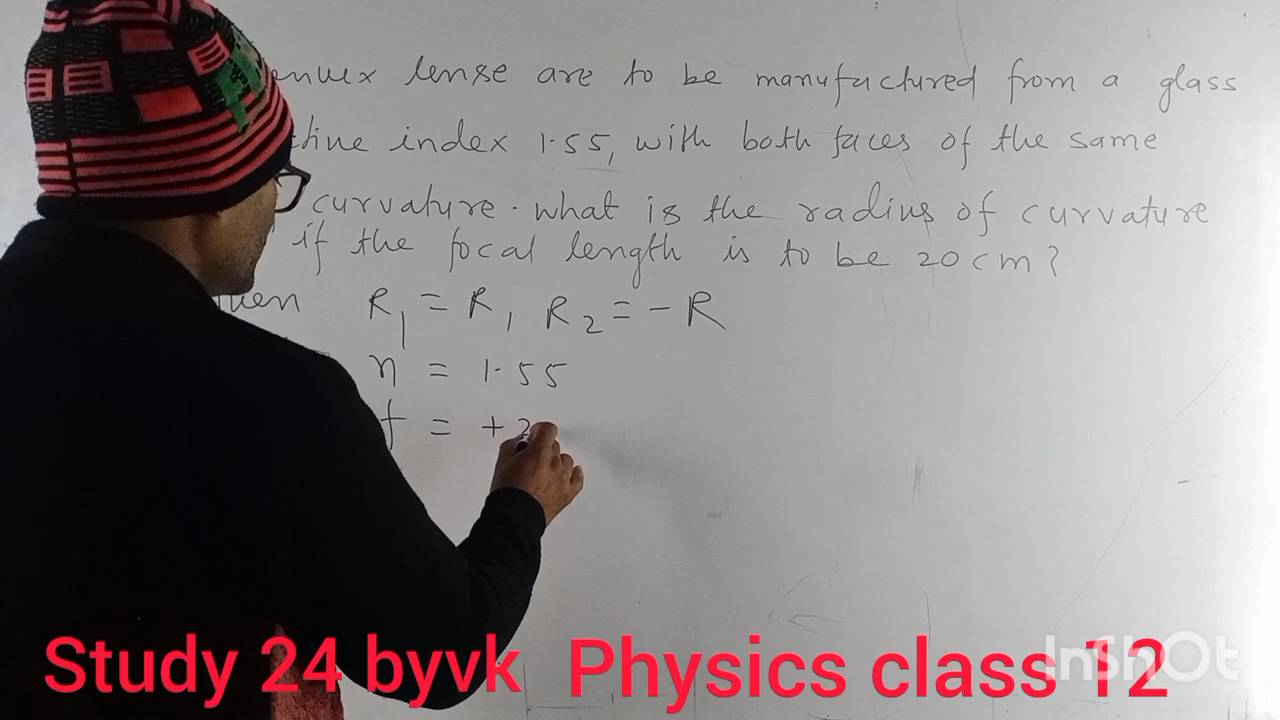 lense are to be manufactured from a glass
index 1.55, with both faces of the same
curvature. what is the radius of curvature
if the focal length is to be 20cm?
R1 = R, R2 = -R
n = 1.55
f = +2
Study 24 byvk Physics class 12
InShOt